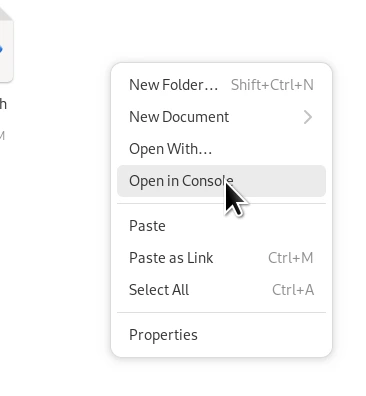 h
M
New Folder… Shift+Ctrl+N
New Document
Open With…
Open in Console
Paste
Paste as Link Ctrl+M
Select All Ctrl+A
Properties